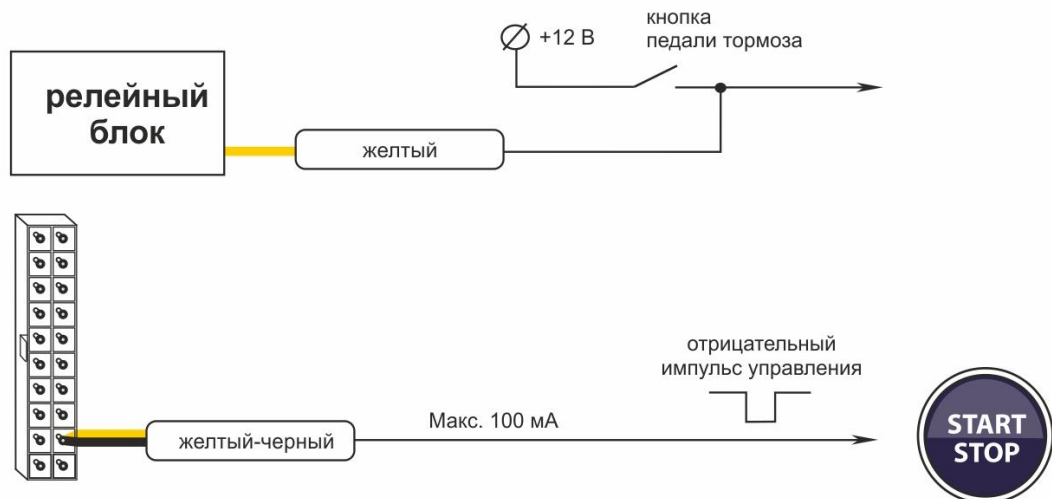 кнопка
+12 В
педали тормоза
релейный
блок
желтый
отрицательный
импульс управления
Макс. 100 мА
желтый-черный
START
STOP